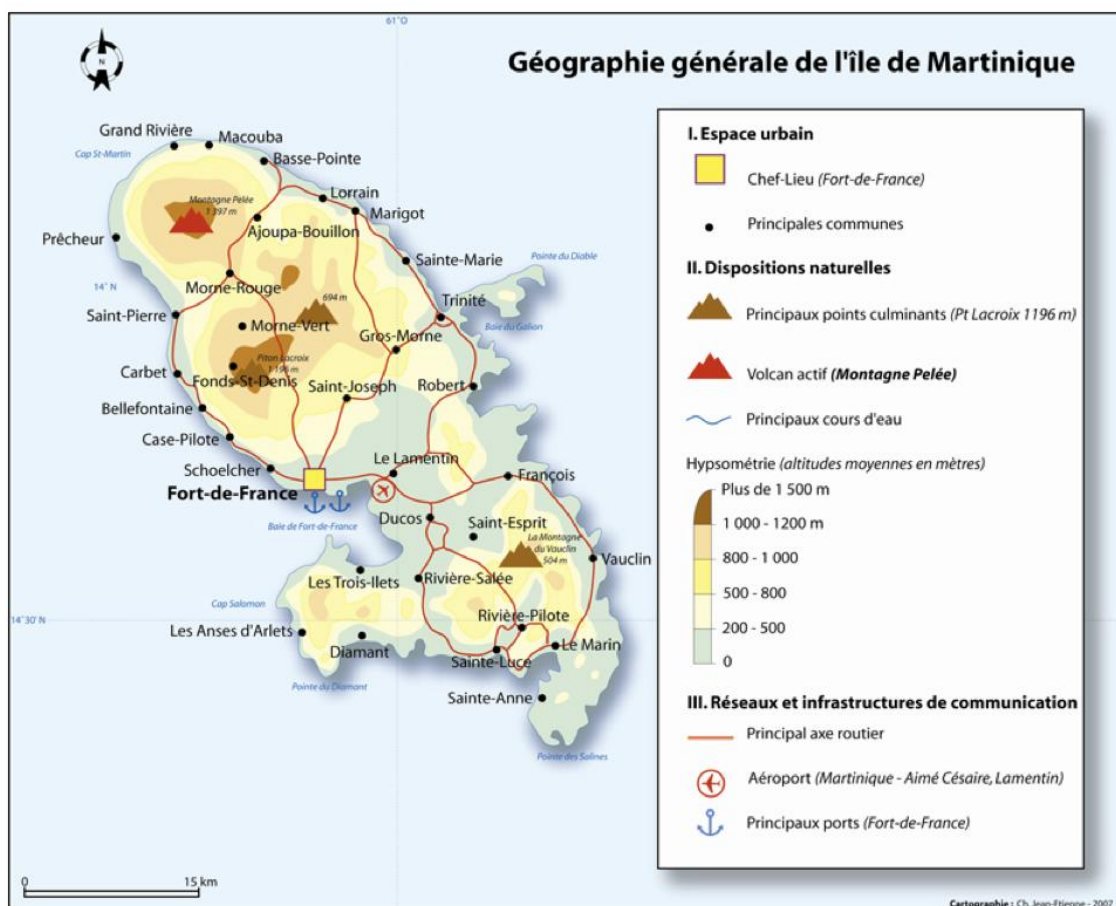 61°O
Géographie générale de l'île de Martinique
N
Grand Rivière
Macouba
Cap St-Martin
Basse-Pointe
Montagne Pelée
1 397 m
Lorrain
Marigot
Ajoupa-Bouillon
Prêcheur
Sainte-Marie
Pointe du Diable
14° N
Morne-Rouge
694 m
Trinité
Saint-Pierre
Morne-Vert
Baie du Galion
Gros-Morne
Piton Lacroix
1 196 m
Carbet
Fonds-St-Denis
Saint-Joseph
Robert
Bellefontaine
Case-Pilote
Le Lamentin
Schoelcher
François
Fort-de-France
Ducos
Baie de Fort-de-France
Saint-Esprit
La Montagne
du Vauclin
504 m
Vauclin
Les Trois-Ilets
Rivière-Salée
Cap Salomon
14°30 N
Rivière-Pilote
Les Anses d'Arlets
Diamant
Sainte-Luce
Le Marin
Pointe du Diamant
Sainte-Anne
Pointe des Salines
0
15 km
I. Espace urbain
Chef-Lieu (Fort-de-France)
Principales communes
II. Dispositions naturelles
Principaux points culminants (Pt Lacroix 1196 m)
Volcan actif (Montagne Pelée)
Principaux cours d'eau
Hypsométrie (altitudes moyennes en mètres)
Plus de 1 500 m
1 000 - 1200 m
800 - 1 000
500 - 800
200 - 500
0
III. Réseaux et infrastructures de communication
Principal axe routier
Aéroport (Martinique - Aimé Césaire, Lamentin)
Principaux ports (Fort-de-France)
Cartographie : Ch. Jean-Etienne - 2007